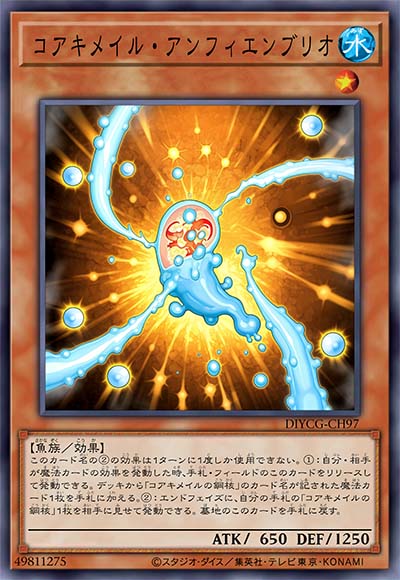 コアキメイル・アンフィエンブリオ
水
DIYCG-CH97
【魚族／効果】
このカード名の②の効果は1ターンに1度しか使用できない。①：自分・相手
が魔法カードの効果を発動した時、手札・フィールドのこのカードをリリースし
て発動できる。デッキから「コアキメイルの鋼核」のカード名が記された魔法カ
ード1枚を手札に加える。②：エンドフェイズに、自分の手札の「コアキメイルの
鋼核」1枚を相手に見せて発動できる。墓地のこのカードを手札に戻す。
ATK/ 650 DEF/1250
49811275
©スタジオ・ダイス／集英社・テレビ東京・KONAMI